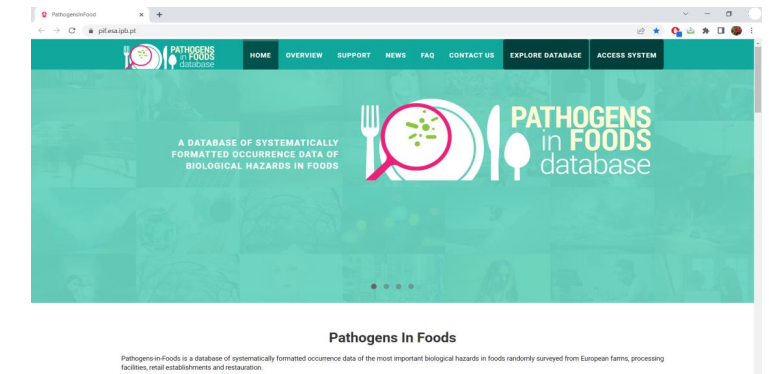 PathogensInFood
pif.esa.ipb.pt
PATHOGENS
in FOODS
database
HOME OVERVIEW SUPPORT NEWS FAQ CONTACT US EXPLORE DATABASE ACCESS SYSTEM
A DATABASE OF SYSTEMATICALLY
FORMATTED OCCURRENCE DATA OF
BIOLOGICAL HAZARDS IN FOODS
PATHOGENS
in FOODS
database
Pathogens In Foods
Pathogens-in-Foods is a database of systematically formatted occurrence data of the most important biological hazards in foods randomly surveyed from European farms, processing
facilities, retail establishments and restauration.